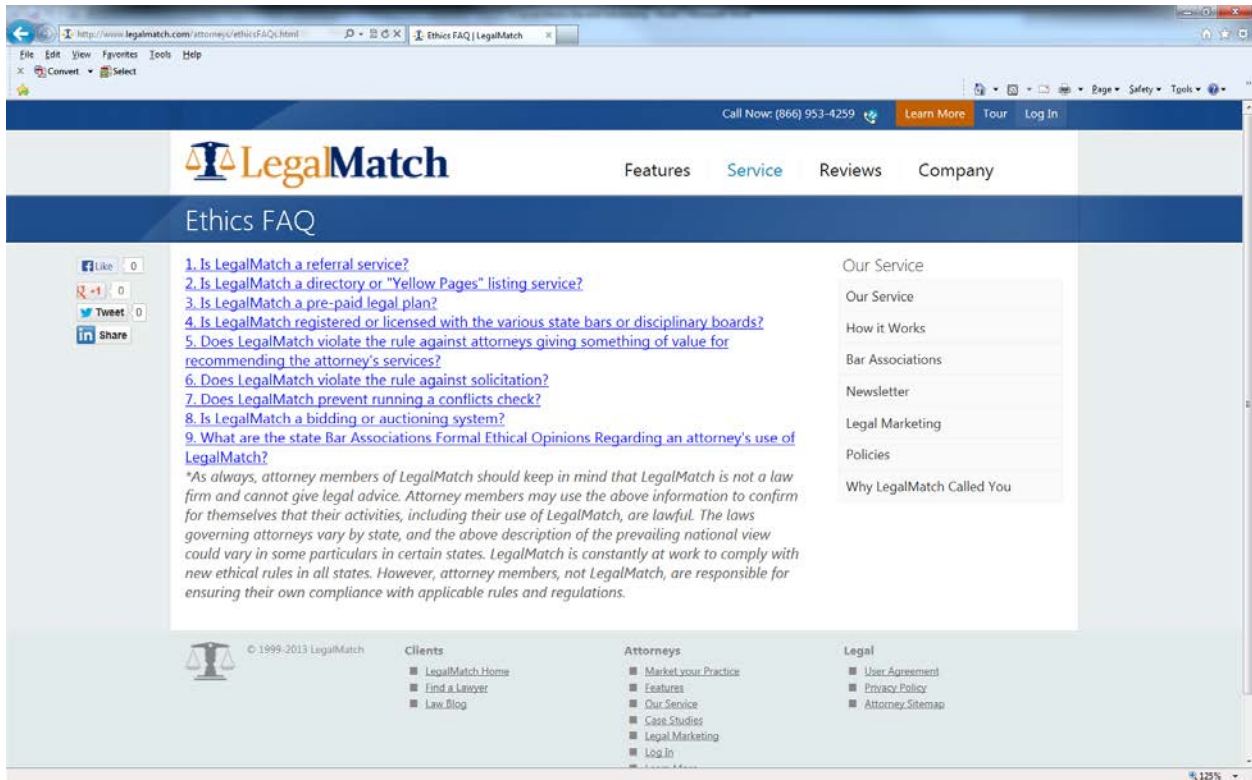 http://www.legalmatch.com/attorneys/ethicsFAQs.html
Ethics FAQ | LegalMatch
File Edit View Favorites Tools Help
Convert Select
Page Safety Tools
Call Now: (866) 953-4259 Learn More Tour Log In
LegalMatch
Features Service Reviews Company
Ethics FAQ
Like 0
+1 0
Tweet 0
in Share
1. Is LegalMatch a referral service?
2. Is LegalMatch a directory or "Yellow Pages" listing service?
3. Is LegalMatch a pre-paid legal plan?
4. Is LegalMatch registered or licensed with the various state bars or disciplinary boards?
5. Does LegalMatch violate the rule against attorneys giving something of value for
recommending the attorney's services?
6. Does LegalMatch violate the rule against solicitation?
7. Does LegalMatch prevent running a conflicts check?
8. Is LegalMatch a bidding or auctioning system?
9. What are the state Bar Associations Formal Ethical Opinions Regarding an attorney's use of
LegalMatch?
*As always, attorney members of LegalMatch should keep in mind that LegalMatch is not a law
firm and cannot give legal advice. Attorney members may use the above information to confirm
for themselves that their activities, including their use of LegalMatch, are lawful. The laws
governing attorneys vary by state, and the above description of the prevailing national view
could vary in some particulars in certain states. LegalMatch is constantly at work to comply with
new ethical rules in all states. However, attorney members, not LegalMatch, are responsible for
ensuring their own compliance with applicable rules and regulations.
Our Service
Our Service
How it Works
Bar Associations
Newsletter
Legal Marketing
Policies
Why LegalMatch Called You
© 1999-2013 LegalMatch
Clients
LegalMatch Home
Find a Lawyer
Law Blog
Attorneys
Market your Practice
Features
Our Service
Case Studies
Legal Marketing
Log In
Legal
User Agreement
Privacy Policy
Attorney Sitemap
125%